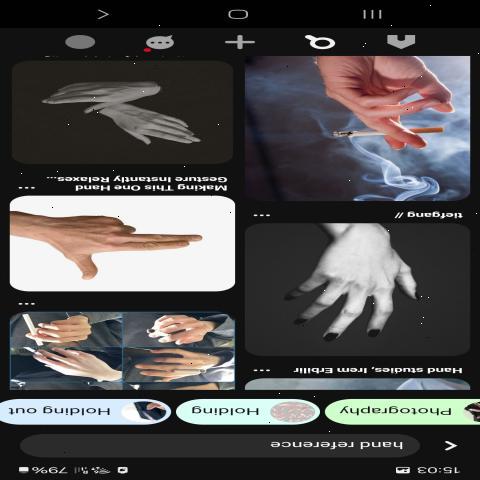 15:03 79%
hand reference
Photography Holding Holding out
Hand studies, Irem Erbilir
tiefgang //
Making This One Hand
Gesture Instantly Relaxes...